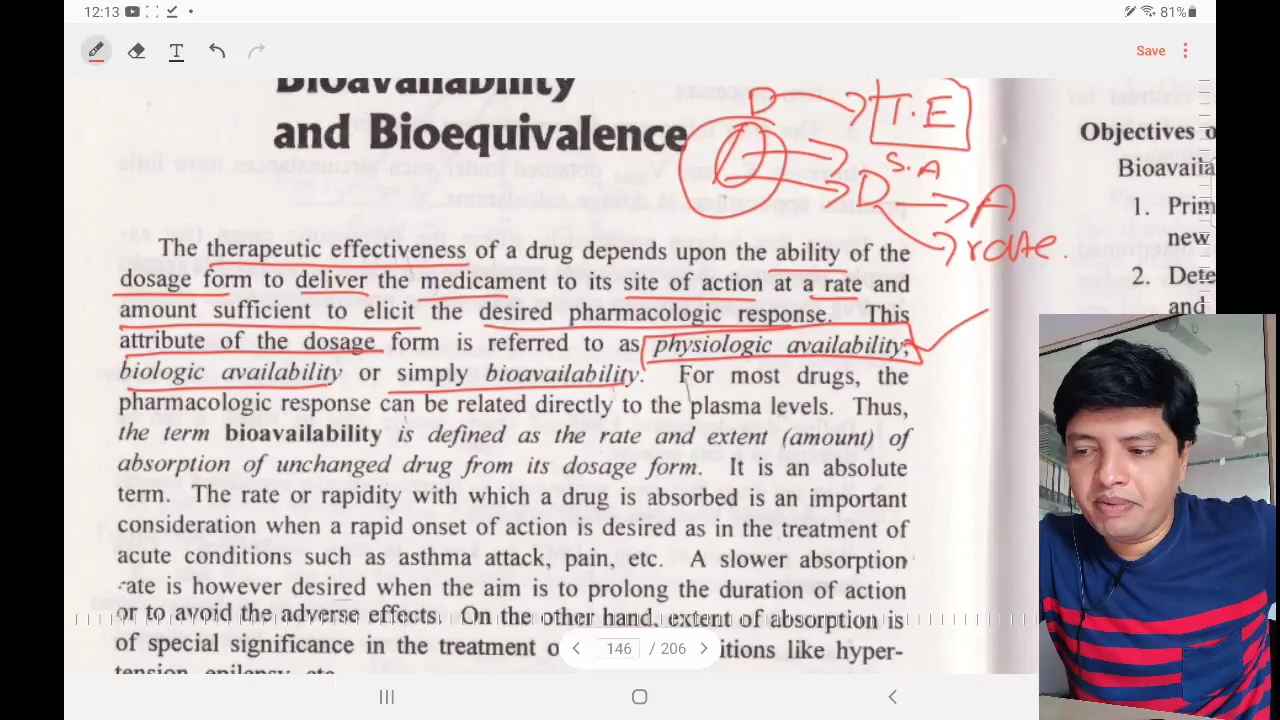 12:13
81%
T
Save
Bioavailability
and Bioequivalence
D
T.E
S.A
D
A
rate.
Objectives o
Bioavaila
1. Prim
new
2. Dete
and
The therapeutic effectiveness of a drug depends upon the ability of the
dosage form to deliver the medicament to its site of action at a rate and
amount sufficient to elicit the desired pharmacologic response. This
attribute of the dosage form is referred to as physiologic availability,
biologic availability or simply bioavailability. For most drugs, the
pharmacologic response can be related directly to the plasma levels. Thus,
the term bioavailability is defined as the rate and extent (amount) of
absorption of unchanged drug from its dosage form. It is an absolute
term. The rate or rapidity with which a drug is absorbed is an important
consideration when a rapid onset of action is desired as in the treatment of
acute conditions such as asthma attack, pain, etc. A slower absorption
rate is however desired when the aim is to prolong the duration of action
or to avoid the adverse effects. On the other hand, extent of absorption is
of special significance in the treatment o itions like hyper-
tension, epilepsy, etc.
146 / 206